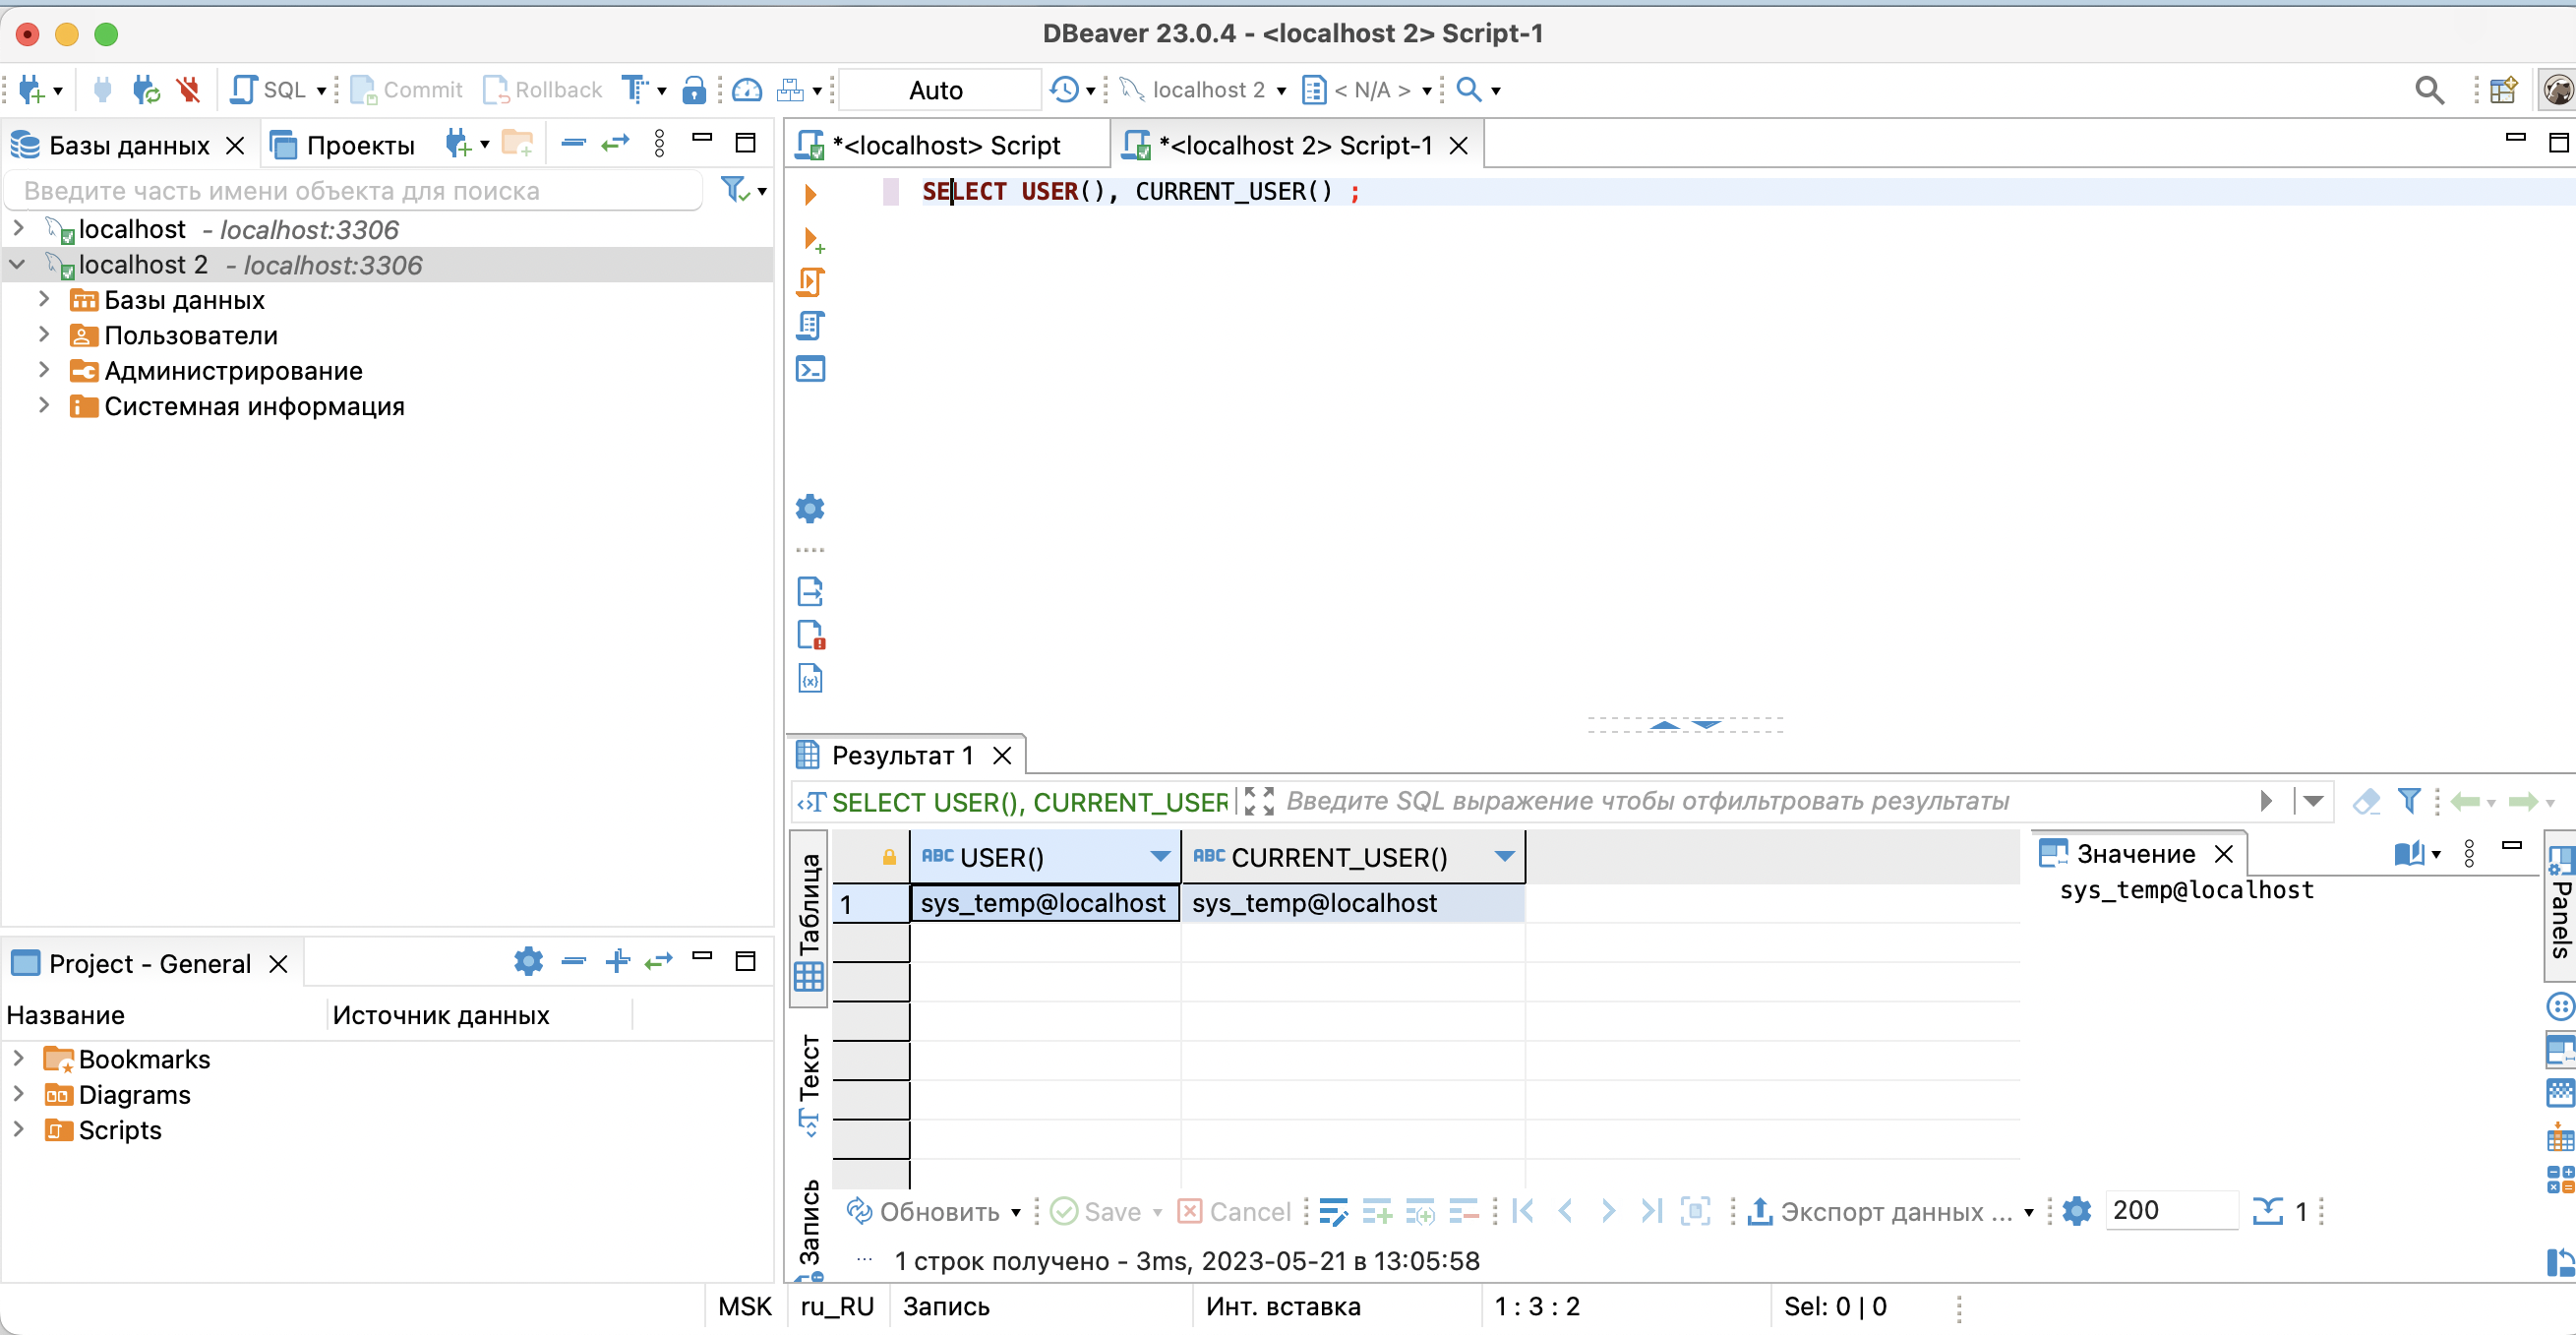 DBeaver 23.0.4 - <localhost 2> Script-1
SQL Commit Rollback Auto localhost 2 < N/A >
Базы данных Проекты
*<localhost> Script *<localhost 2> Script-1
Введите часть имени объекта для поиска
localhost - localhost:3306
localhost 2 - localhost:3306
Базы данных
Пользователи
Администрирование
Системная информация
SELECT USER(), CURRENT_USER() ;
Project - General
Название Источник данных
Bookmarks
Diagrams
Scripts
Результат 1
SELECT USER(), CURRENT_USER
Введите SQL выражение чтобы отфильтровать результаты
Таблица
Текст
Запись
ABC USER() ABC CURRENT_USER()
1 sys_temp@localhost sys_temp@localhost
Значение
sys_temp@localhost
Panels
Обновить Save Cancel Экспорт данных ... 200 1
1 строк получено - 3ms, 2023-05-21 в 13:05:58
MSK ru_RU Запись Инт. вставка 1 : 3 : 2 Sel: 0 | 0